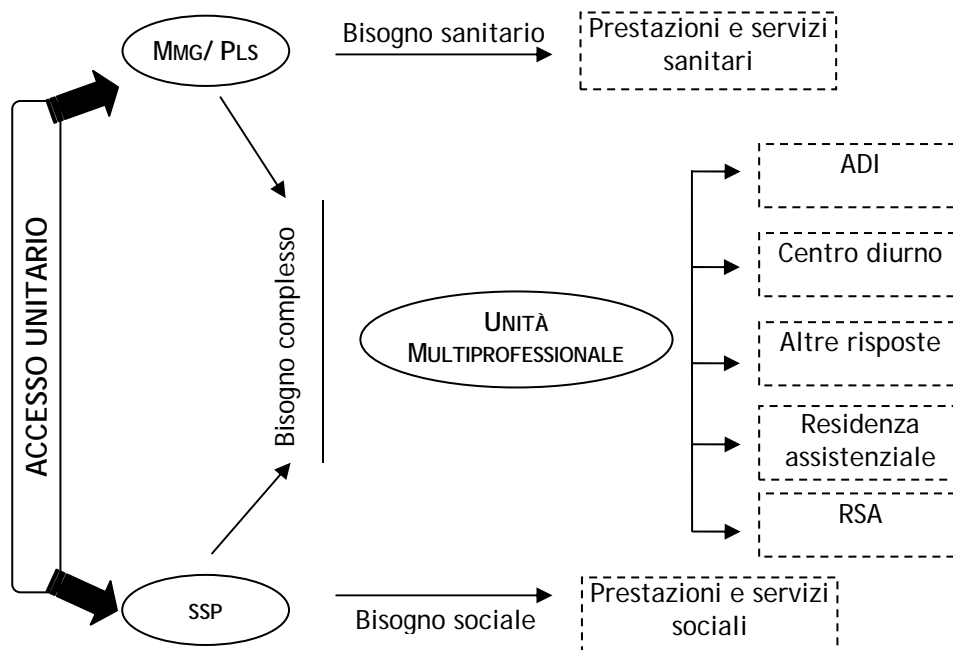 MMG/ PLS
Bisogno sanitario
Prestazioni e servizi
sanitari
ACCESSO UNITARIO
Bisogno complesso
UNITÀ
MULTIPROFESSIONALE
ADI
Centro diurno
Altre risposte
Residenza
assistenziale
RSA
SSP
Bisogno sociale
Prestazioni e servizi
sociali